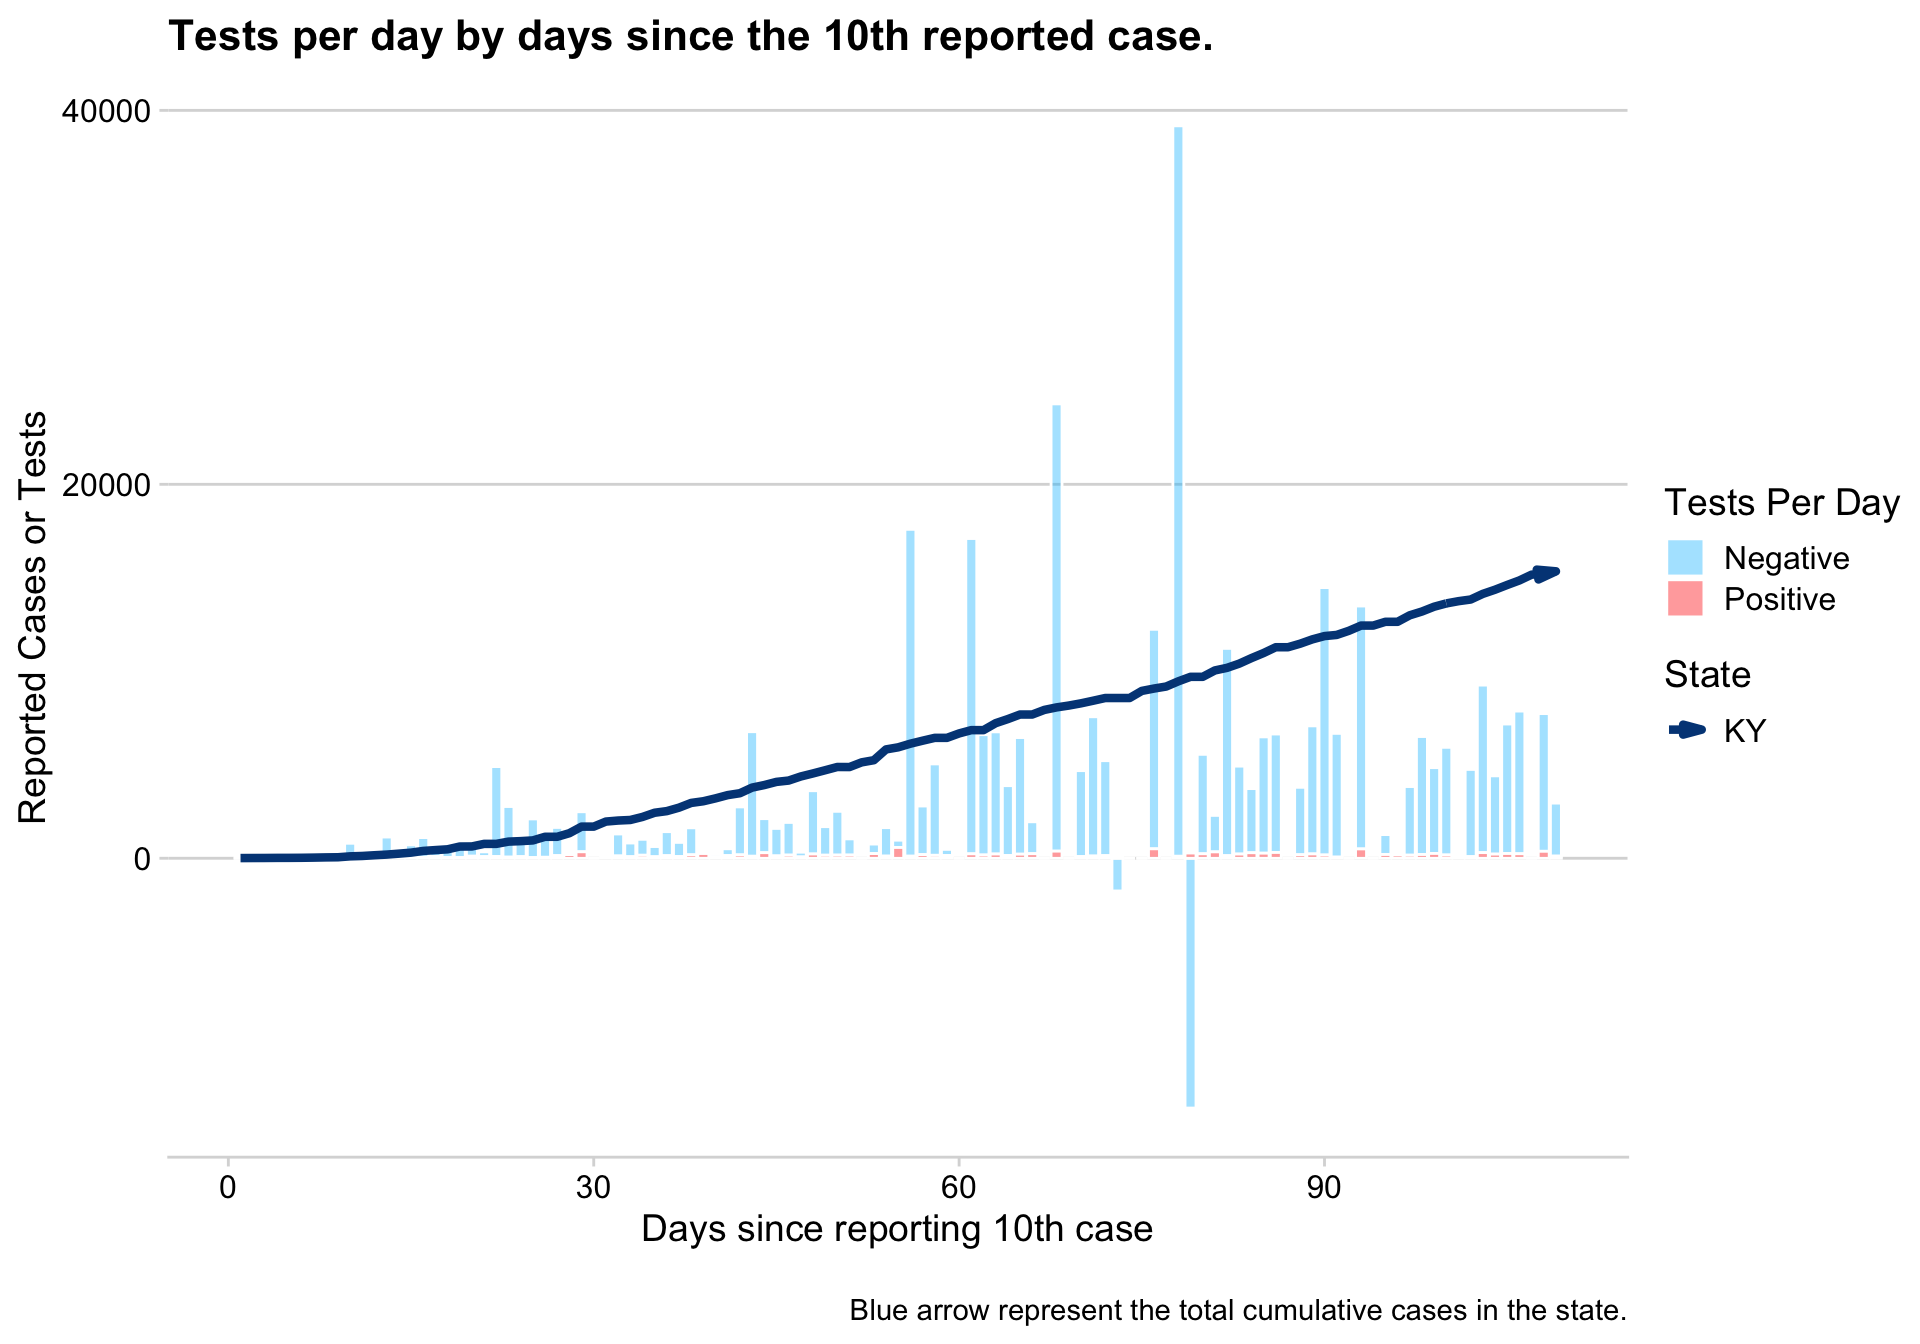 Tests per day by days since the 10th reported case.
40000
20000
0
Reported Cases or Tests
0 30 60 90
Days since reporting 10th case
Tests Per Day
Negative
Positive
State
KY
Blue arrow represent the total cumulative cases in the state.